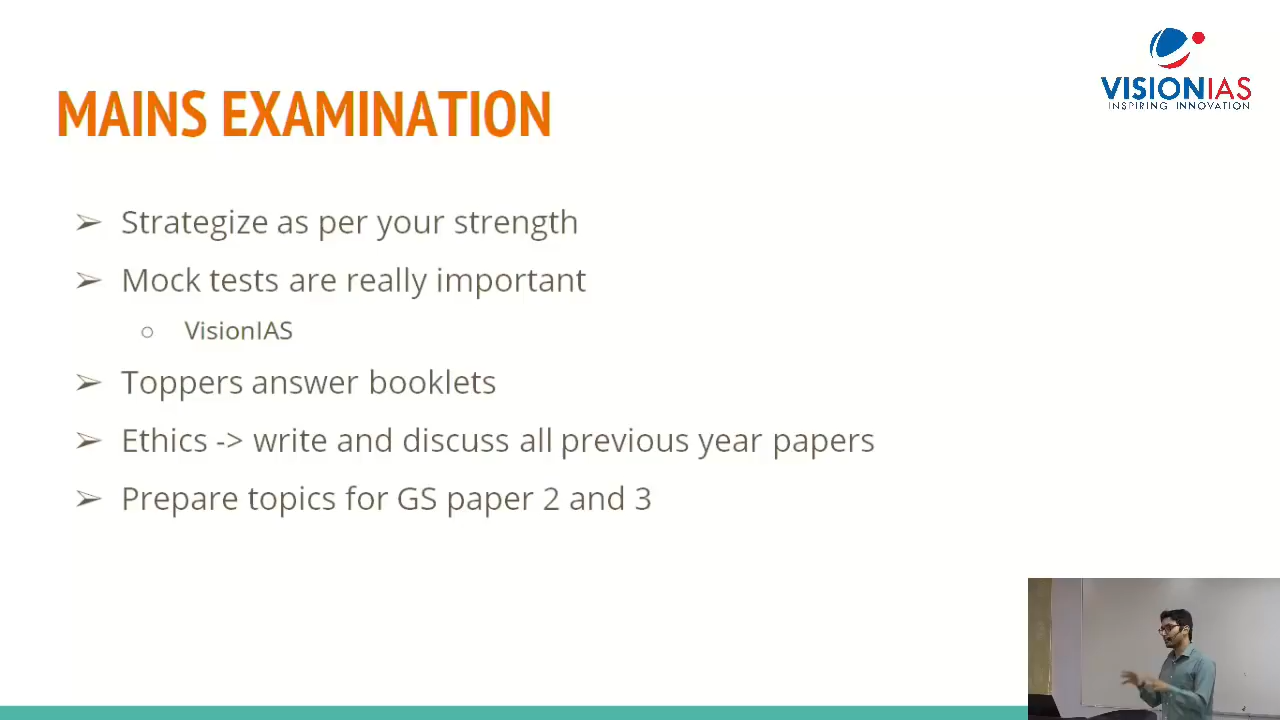 VISIONIAS
INSPIRING INNOVATION
MAINS EXAMINATION
➢ Strategize as per your strength
➢ Mock tests are really important
○ VisionIAS
➢ Toppers answer booklets
➢ Ethics -> write and discuss all previous year papers
➢ Prepare topics for GS paper 2 and 3